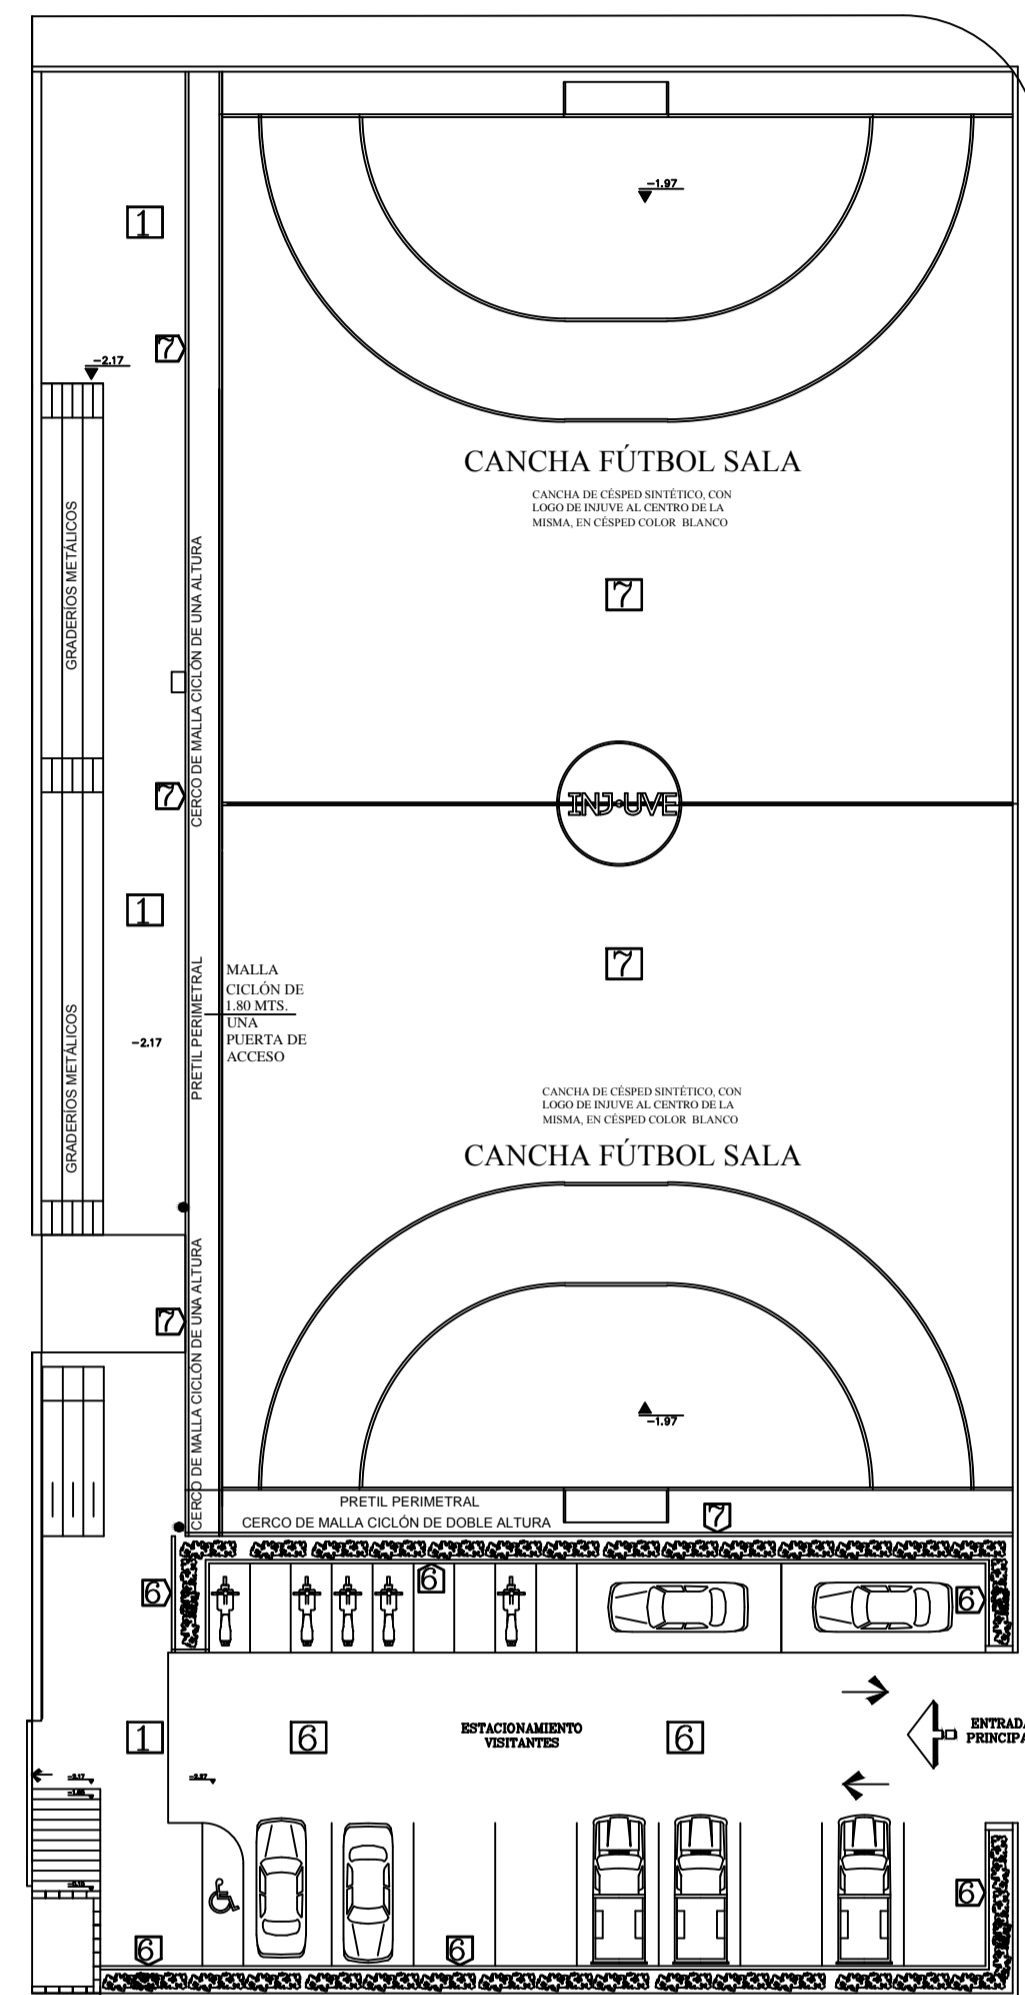 -1.97
1
7
-2.17
CANCHA FÚTBOL SALA
CANCHA DE CÉSPED SINTÉTICO, CON
LOGO DE INJUVE AL CENTRO DE LA
MISMA, EN CÉSPED COLOR BLANCO
GRADERÍOS METÁLICOS
CERCO DE MALLA CICLÓN DE UNA ALTURA
7
7
INJUVE
1
7
MALLA
CICLÓN DE
1.80 MTS.
UNA
PUERTA DE
ACCESO
PRETIL PERIMETRAL
-2.17
GRADERÍOS METÁLICOS
CANCHA DE CÉSPED SINTÉTICO, CON
LOGO DE INJUVE AL CENTRO DE LA
MISMA, EN CÉSPED COLOR BLANCO
CANCHA FÚTBOL SALA
CERCO DE MALLA CICLÓN DE UNA ALTURA
7
-1.97
PRETIL PERIMETRAL
CERCO DE MALLA CICLÓN DE DOBLE ALTURA
7
6
6
6
1
6
ESTACIONAMIENTO
VISITANTES
6
ENTRADA
PRINCIPA
6
6
6